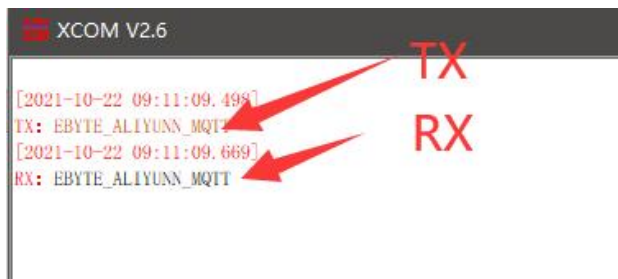 XCOM V2.6
TX
[2021-10-22 09:11:09.498]
TX: EBYTE_ALIYUNN_MQTT
[2021-10-22 09:11:09.669]
RX
RX: EBYTE_ALIYUNN_MQTT